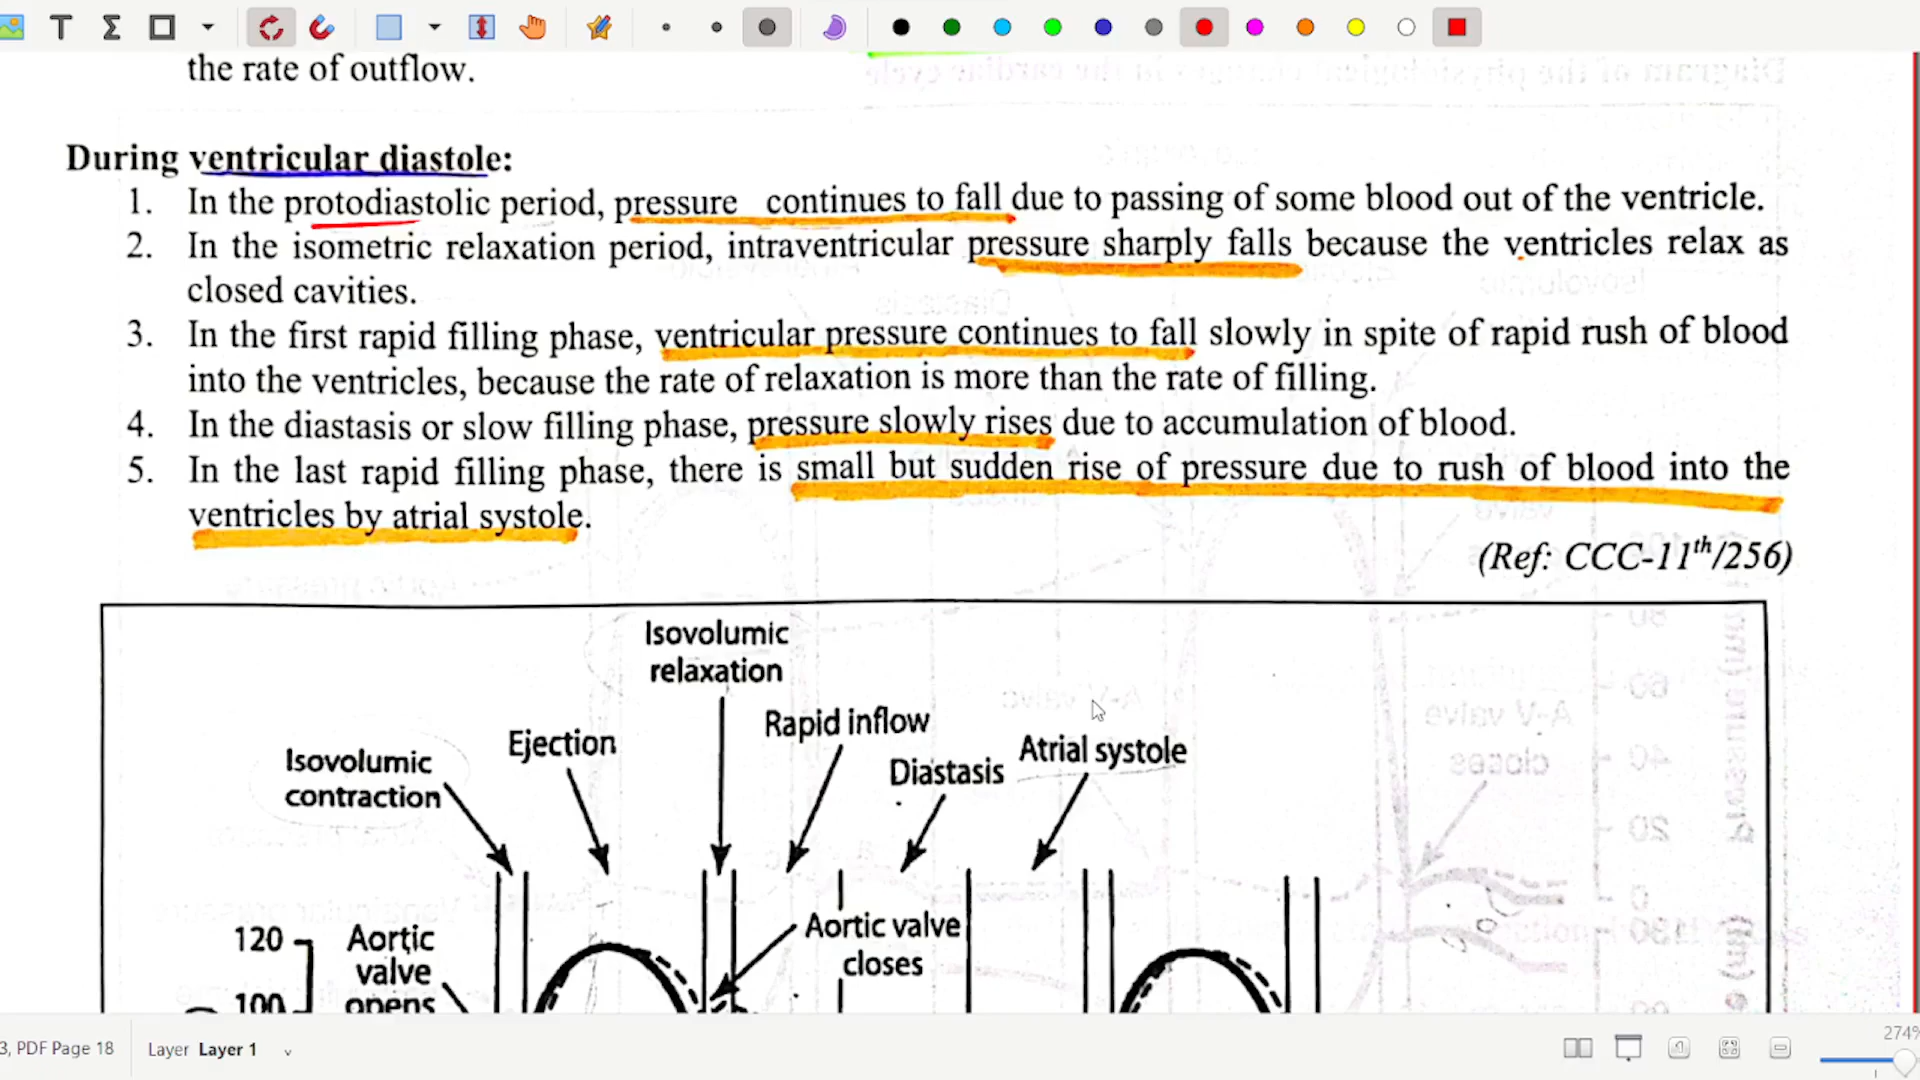 the rate of outflow.
During ventricular diastole:
1. In the protodiastolic period, pressure continues to fall due to passing of some blood out of the ventricle.
2. In the isometric relaxation period, intraventricular pressure sharply falls because the ventricles relax as
closed cavities.
3. In the first rapid filling phase, ventricular pressure continues to fall slowly in spite of rapid rush of blood
into the ventricles, because the rate of relaxation is more than the rate of filling.
4. In the diastasis or slow filling phase, pressure slowly rises due to accumulation of blood.
5. In the last rapid filling phase, there is small but sudden rise of pressure due to rush of blood into the
ventricles by atrial systole.
(Ref: CCC-11th/256)
Isovolumic
relaxation
Rapid inflow
Ejection
Atrial systole
Isovolumic
contraction
Diastasis
Aortic valve
closes
120
Aortic
valve
opens
100
3, PDF Page 18
Layer Layer 1
274%